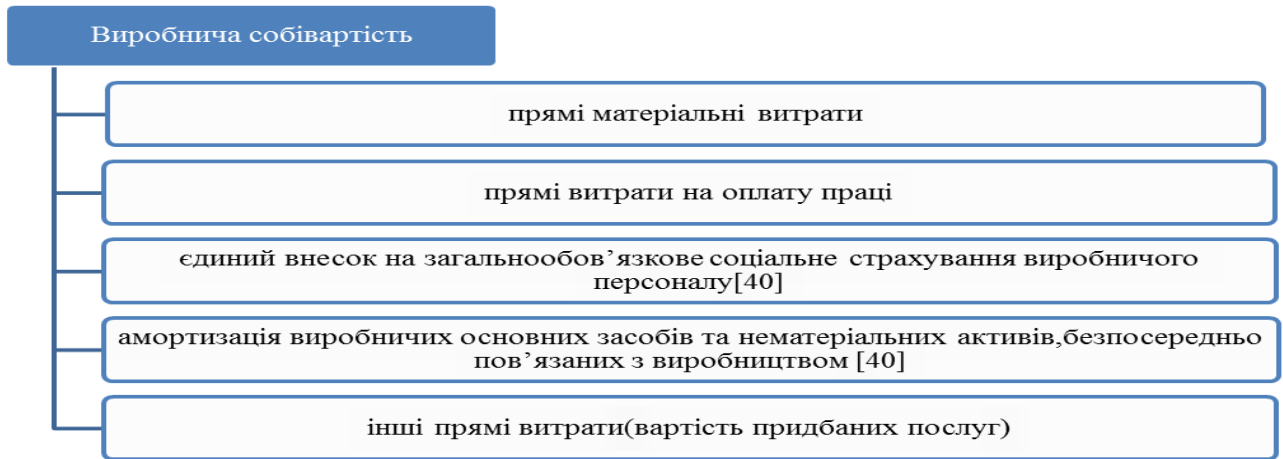 Виробнича собівартість
прямі матеріальні витрати
прямі витрати на оплату праці
єдиний внесок на загальнообов’язкове соціальне страхування виробничого
персоналу[40]
амортизація виробничих основних засобів та нематеріальних активів,безпосередньо
пов’язаних з виробництвом [40]
інші прямі витрати(вартість придбаних послуг)